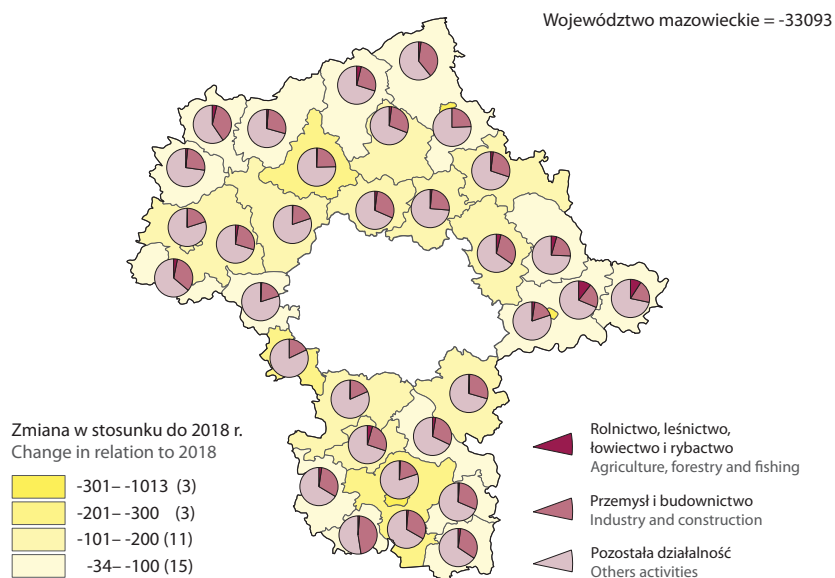 Województwo mazowieckie = -33093
Zmiana w stosunku do 2018 r.
Change in relation to 2018
-301– -1013 (3)
-201– -300 (3)
-101– -200 (11)
-34– -100 (15)
Rolnictwo, leśnictwo,
łowiectwo i rybactwo
Agriculture, forestry and fishing
Przemysł i budownictwo
Industry and construction
Pozostała działalność
Others activities